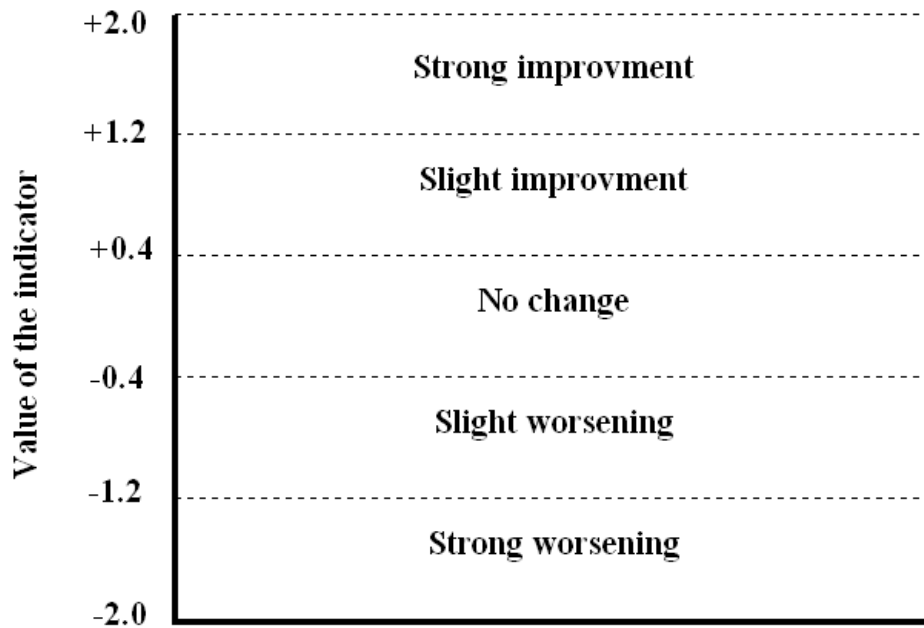 +2.0
Strong improvment
+1.2
Slight improvment
+0.4
No change
-0.4
Slight worsening
-1.2
Strong worsening
-2.0
Value of the indicator